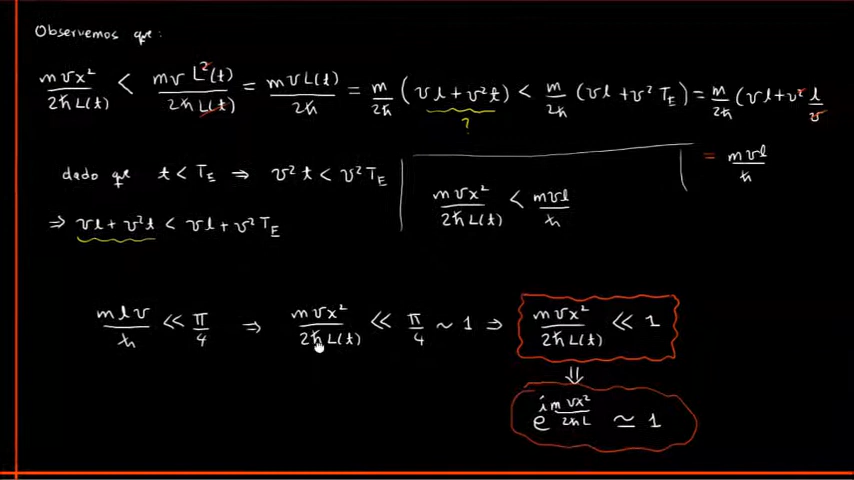 Observemos que:
mvx²/2ħL(t) < mvL²(t)/2ħL(t) = mvL(t)/2ħ = m/2ħ (vl + v²t) < m/2ħ (vl + v²T_E) = m/2ħ (vl + v² l/v)
?
= mvl/ħ
dado que t < T_E ⇒ v²t < v²T_E
mvx²/2ħL(t) < mvl/ħ
⇒ vl + v²t < vl + v²T_E
mlv/ħ ≪ π/4 ⇒ mvx²/2ħL(t) ≪ π/4 ~ 1 ⇒ mvx²/2ħL(t) ≪ 1
⇓
e^{im vx²/2ħL} ≃ 1